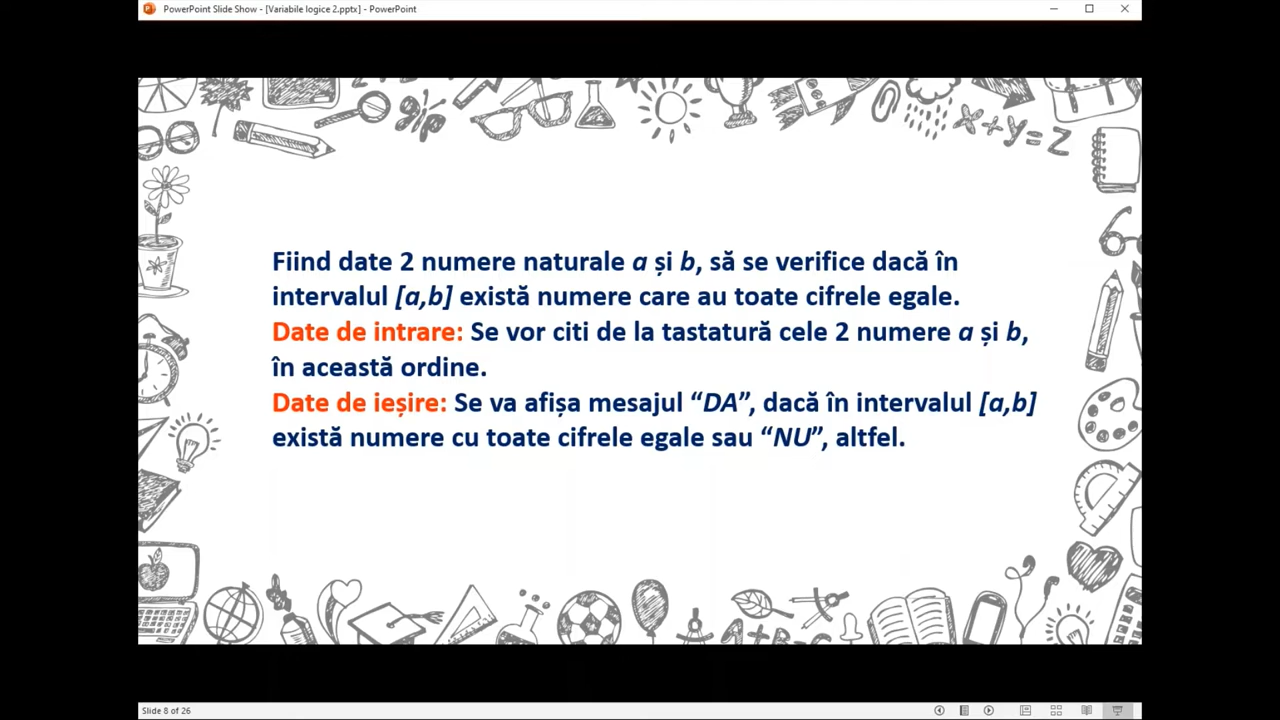 PowerPoint Slide Show - [Variabile logice 2.pptx] - PowerPoint
x+y=z
Fiind date 2 numere naturale a și b, să se verifice dacă în
intervalul [a,b] există numere care au toate cifrele egale.
Date de intrare: Se vor citi de la tastatură cele 2 numere a și b,
în această ordine.
Date de ieșire: Se va afișa mesajul “DA”, dacă în intervalul [a,b]
există numere cu toate cifrele egale sau “NU”, altfel.
A+B=C
Slide 8 of 26